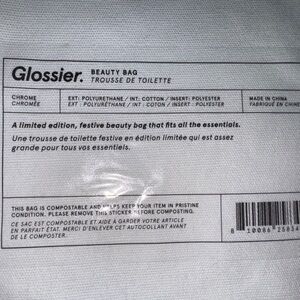 Glossier. BEAUTY BAG
TROUSSE DE TOILETTE
CHROME
CHROMÉE
EXT: POLYURETHANE / INT: COTTON / INSERT: POLYESTER
EXT : POLYURÉTHANE / INT : COTON / INSERT : POLYESTER
MADE IN CHINA
FABRIQUÉ EN CHIN
A limited edition, festive beauty bag that fits all the essentials.
Une trousse de toilette festive en édition limitée qui est assez
grande pour tous vos essentiels.
THIS BAG IS COMPOSTABLE AND HELPS KEEP YOUR ITEM IN PRISTINE
CONDITION. PLEASE REMOVE THIS STICKER BEFORE COMPOSTING.
CE SAC EST COMPOSTABLE ET AIDE À GARDER VOTRE ARTICLE
EN PARFAIT ÉTAT. MERCI D'ENLEVER CET AUTOCOLLANT AVANT
DE LE COMPOSTER.